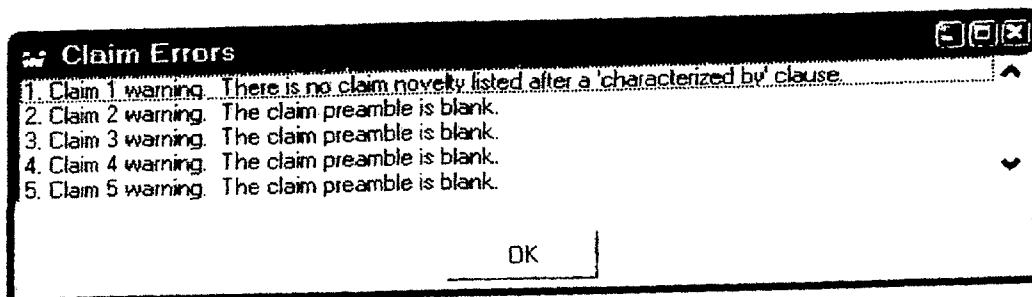 Claim Errors
1. Claim 1 warning. There is no claim novelty listed after a 'characterized by' clause.
2. Claim 2 warning. The claim preamble is blank.
3. Claim 3 warning. The claim preamble is blank.
4. Claim 4 warning. The claim preamble is blank.
5. Claim 5 warning. The claim preamble is blank.
OK